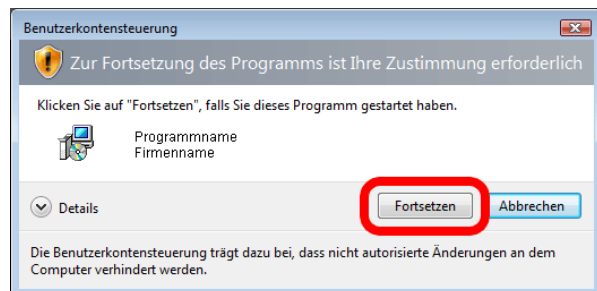 Benutzerkontensteuerung
Zur Fortsetzung des Programms ist Ihre Zustimmung erforderlich
Klicken Sie auf "Fortsetzen", falls Sie dieses Programm gestartet haben.
Programmname
Firmenname
Details
Fortsetzen
Abbrechen
Die Benutzerkontensteuerung trägt dazu bei, dass nicht autorisierte Änderungen an dem
Computer verhindert werden.